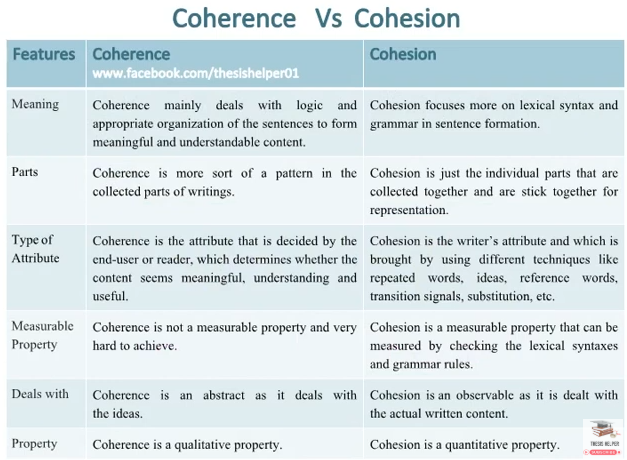 Coherence Vs Cohesion
Features
Coherence
www.facebook.com/thesishelper01
Cohesion
Meaning
Coherence mainly deals with logic and
appropriate organization of the sentences to form
meaningful and understandable content.
Cohesion focuses more on lexical syntax and
grammar in sentence formation.
Parts
Coherence is more sort of a pattern in the
collected parts of writings.
Cohesion is just the individual parts that are
collected together and are stick together for
representation.
Type of
Attribute
Coherence is the attribute that is decided by the
end-user or reader, which determines whether the
content seems meaningful, understanding and
useful.
Cohesion is the writer's attribute and which is
brought by using different techniques like
repeated words, ideas, reference words,
transition signals, substitution, etc.
Measurable
Property
Coherence is not a measurable property and very
hard to achieve.
Cohesion is a measurable property that can be
measured by checking the lexical syntaxes
and grammar rules.
Deals with
Coherence is an abstract as it deals with
the ideas.
Cohesion is an observable as it is dealt with
the actual written content.
Property
Coherence is a qualitative property.
Cohesion is a quantitative property.
THESIS HELPER